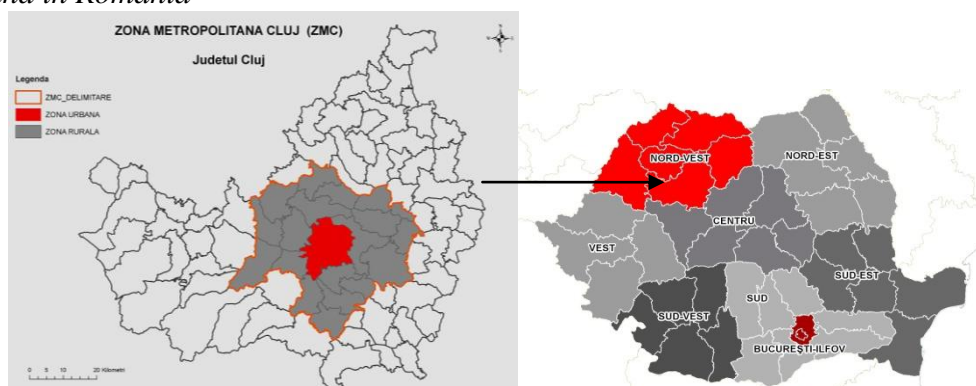 ZONA METROPOLITANA CLUJ (ZMC)
Judetul Cluj
Legenda
ZMC_DELIMITARE
ZONA URBANA
ZONA RURALA
0 5 10 20 Kilometri
NORD-VEST
NORD-EST
CENTRU
VEST
SUD-EST
SUD
SUD-VEST
BUCUREŞTI-ILFOV